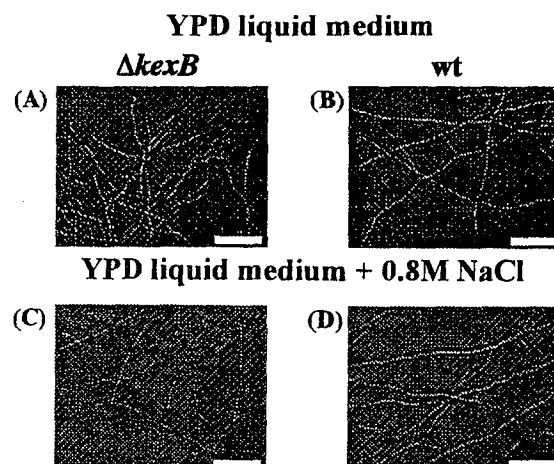 YPD liquid medium
ΔkexB wt
(A) (B)
YPD liquid medium + 0.8M NaCl
(C) (D)